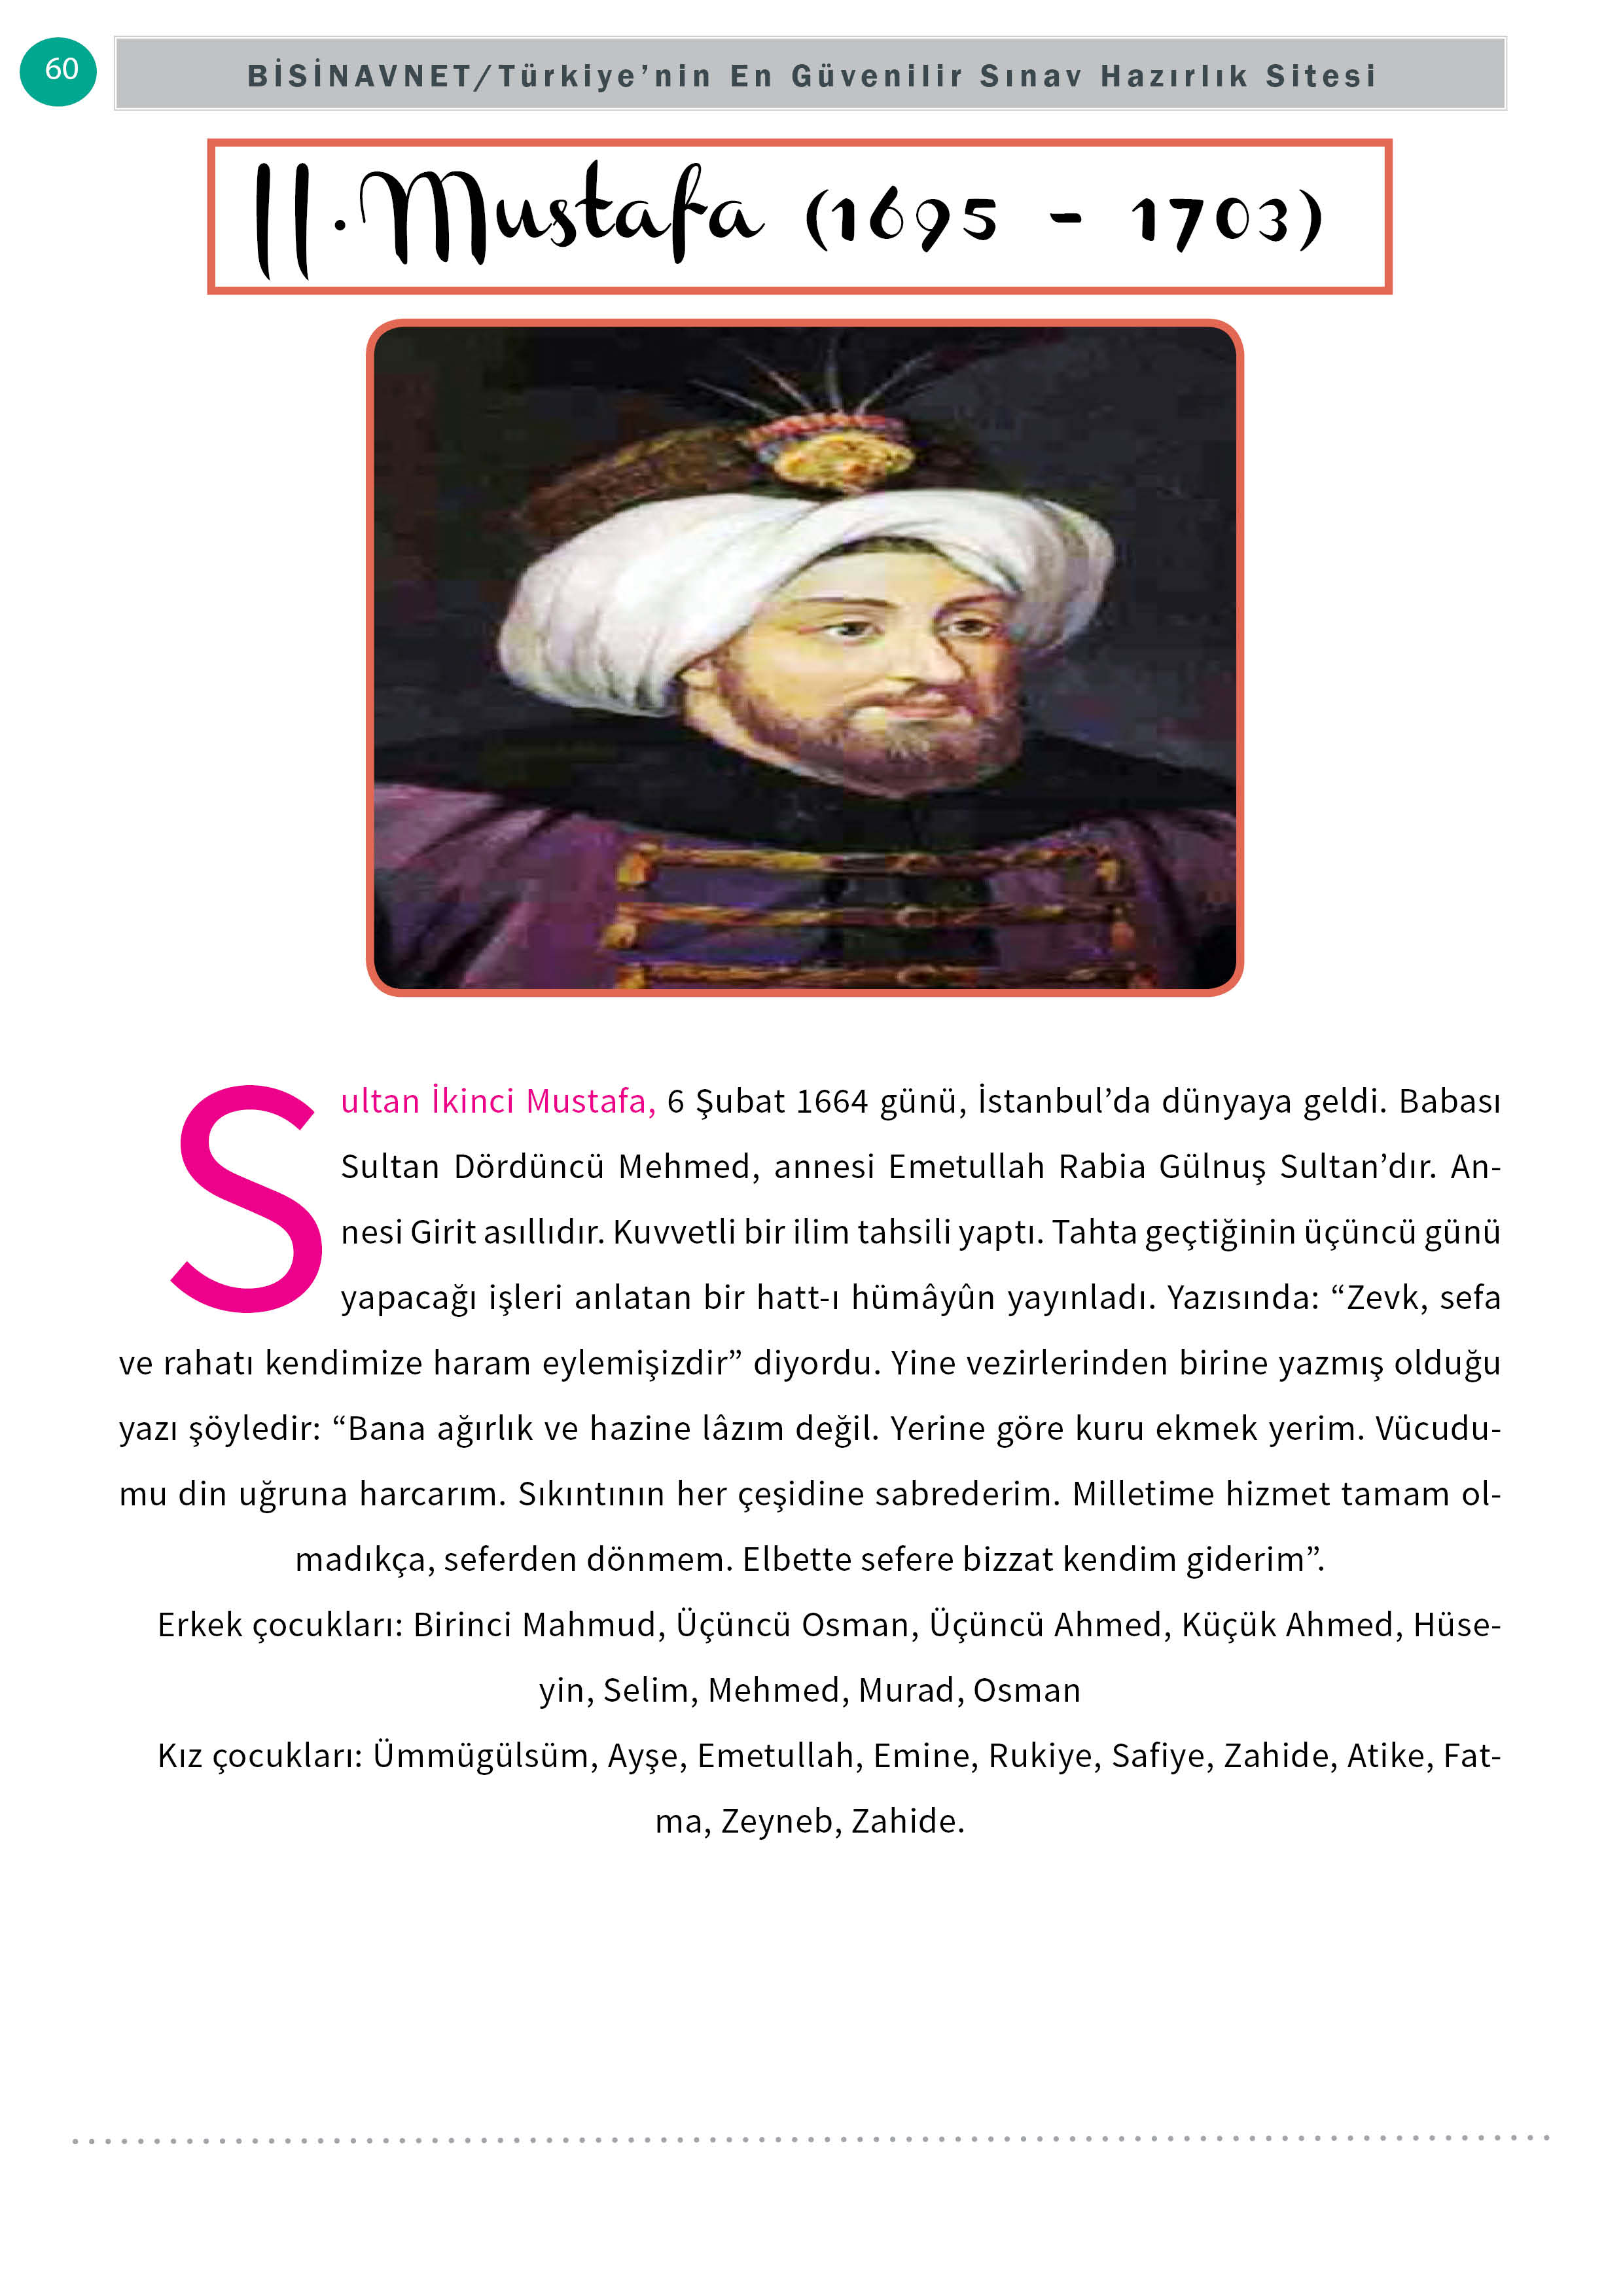 60
BİSİNAVNET/Türkiye’nin En Güvenilir Sınav Hazırlık Sitesi
II.Mustafa (1695 - 1703)
Sultan İkinci Mustafa, 6 Şubat 1664 günü, İstanbul’da dünyaya geldi. Babası
Sultan Dördüncü Mehmed, annesi Emetullah Rabia Gülnuş Sultan’dır. An-
nesi Girit asıllıdır. Kuvvetli bir ilim tahsili yaptı. Tahta geçtiğinin üçüncü günü
yapacağı işleri anlatan bir hatt-ı hümâyûn yayınladı. Yazısında: “Zevk, sefa
ve rahatı kendimize haram eylemişizdir” diyordu. Yine vezirlerinden birine yazmış olduğu
yazı şöyledir: “Bana ağırlık ve hazine lâzım değil. Yerine göre kuru ekmek yerim. Vücudu-
mu din uğruna harcarım. Sıkıntının her çeşidine sabrederim. Milletime hizmet tamam ol-
madıkça, seferden dönmem. Elbette sefere bizzat kendim giderim”.
Erkek çocukları: Birinci Mahmud, Üçüncü Osman, Üçüncü Ahmed, Küçük Ahmed, Hüse-
yin, Selim, Mehmed, Murad, Osman
Kız çocukları: Ümmügülsüm, Ayşe, Emetullah, Emine, Rukiye, Safiye, Zahide, Atike, Fat-
ma, Zeyneb, Zahide.